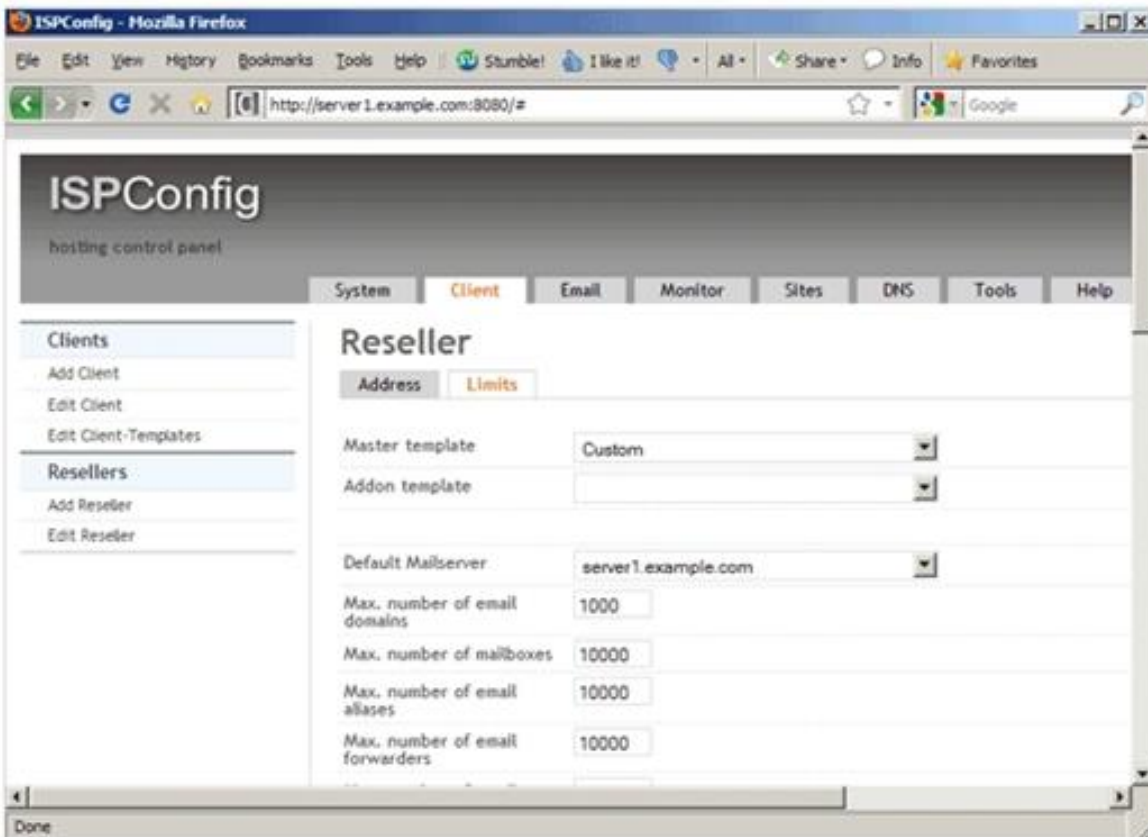 ISPConfig - Mozilla Firefox
File Edit View History Bookmarks Tools Help Stumble! I like it! All Share Info Favorites
http://server1.example.com:8080/# Google
ISPConfig
hosting control panel
System Client Email Monitor Sites DNS Tools Help
Clients
Add Client
Edit Client
Edit Client-Templates
Resellers
Add Reseller
Edit Reseller
Reseller
Address Limits
Master template Custom
Addon template
Default Mailserver server1.example.com
Max. number of email
domains 1000
Max. number of mailboxes 10000
Max. number of email
aliases 10000
Max. number of email
forwarders 10000
Done